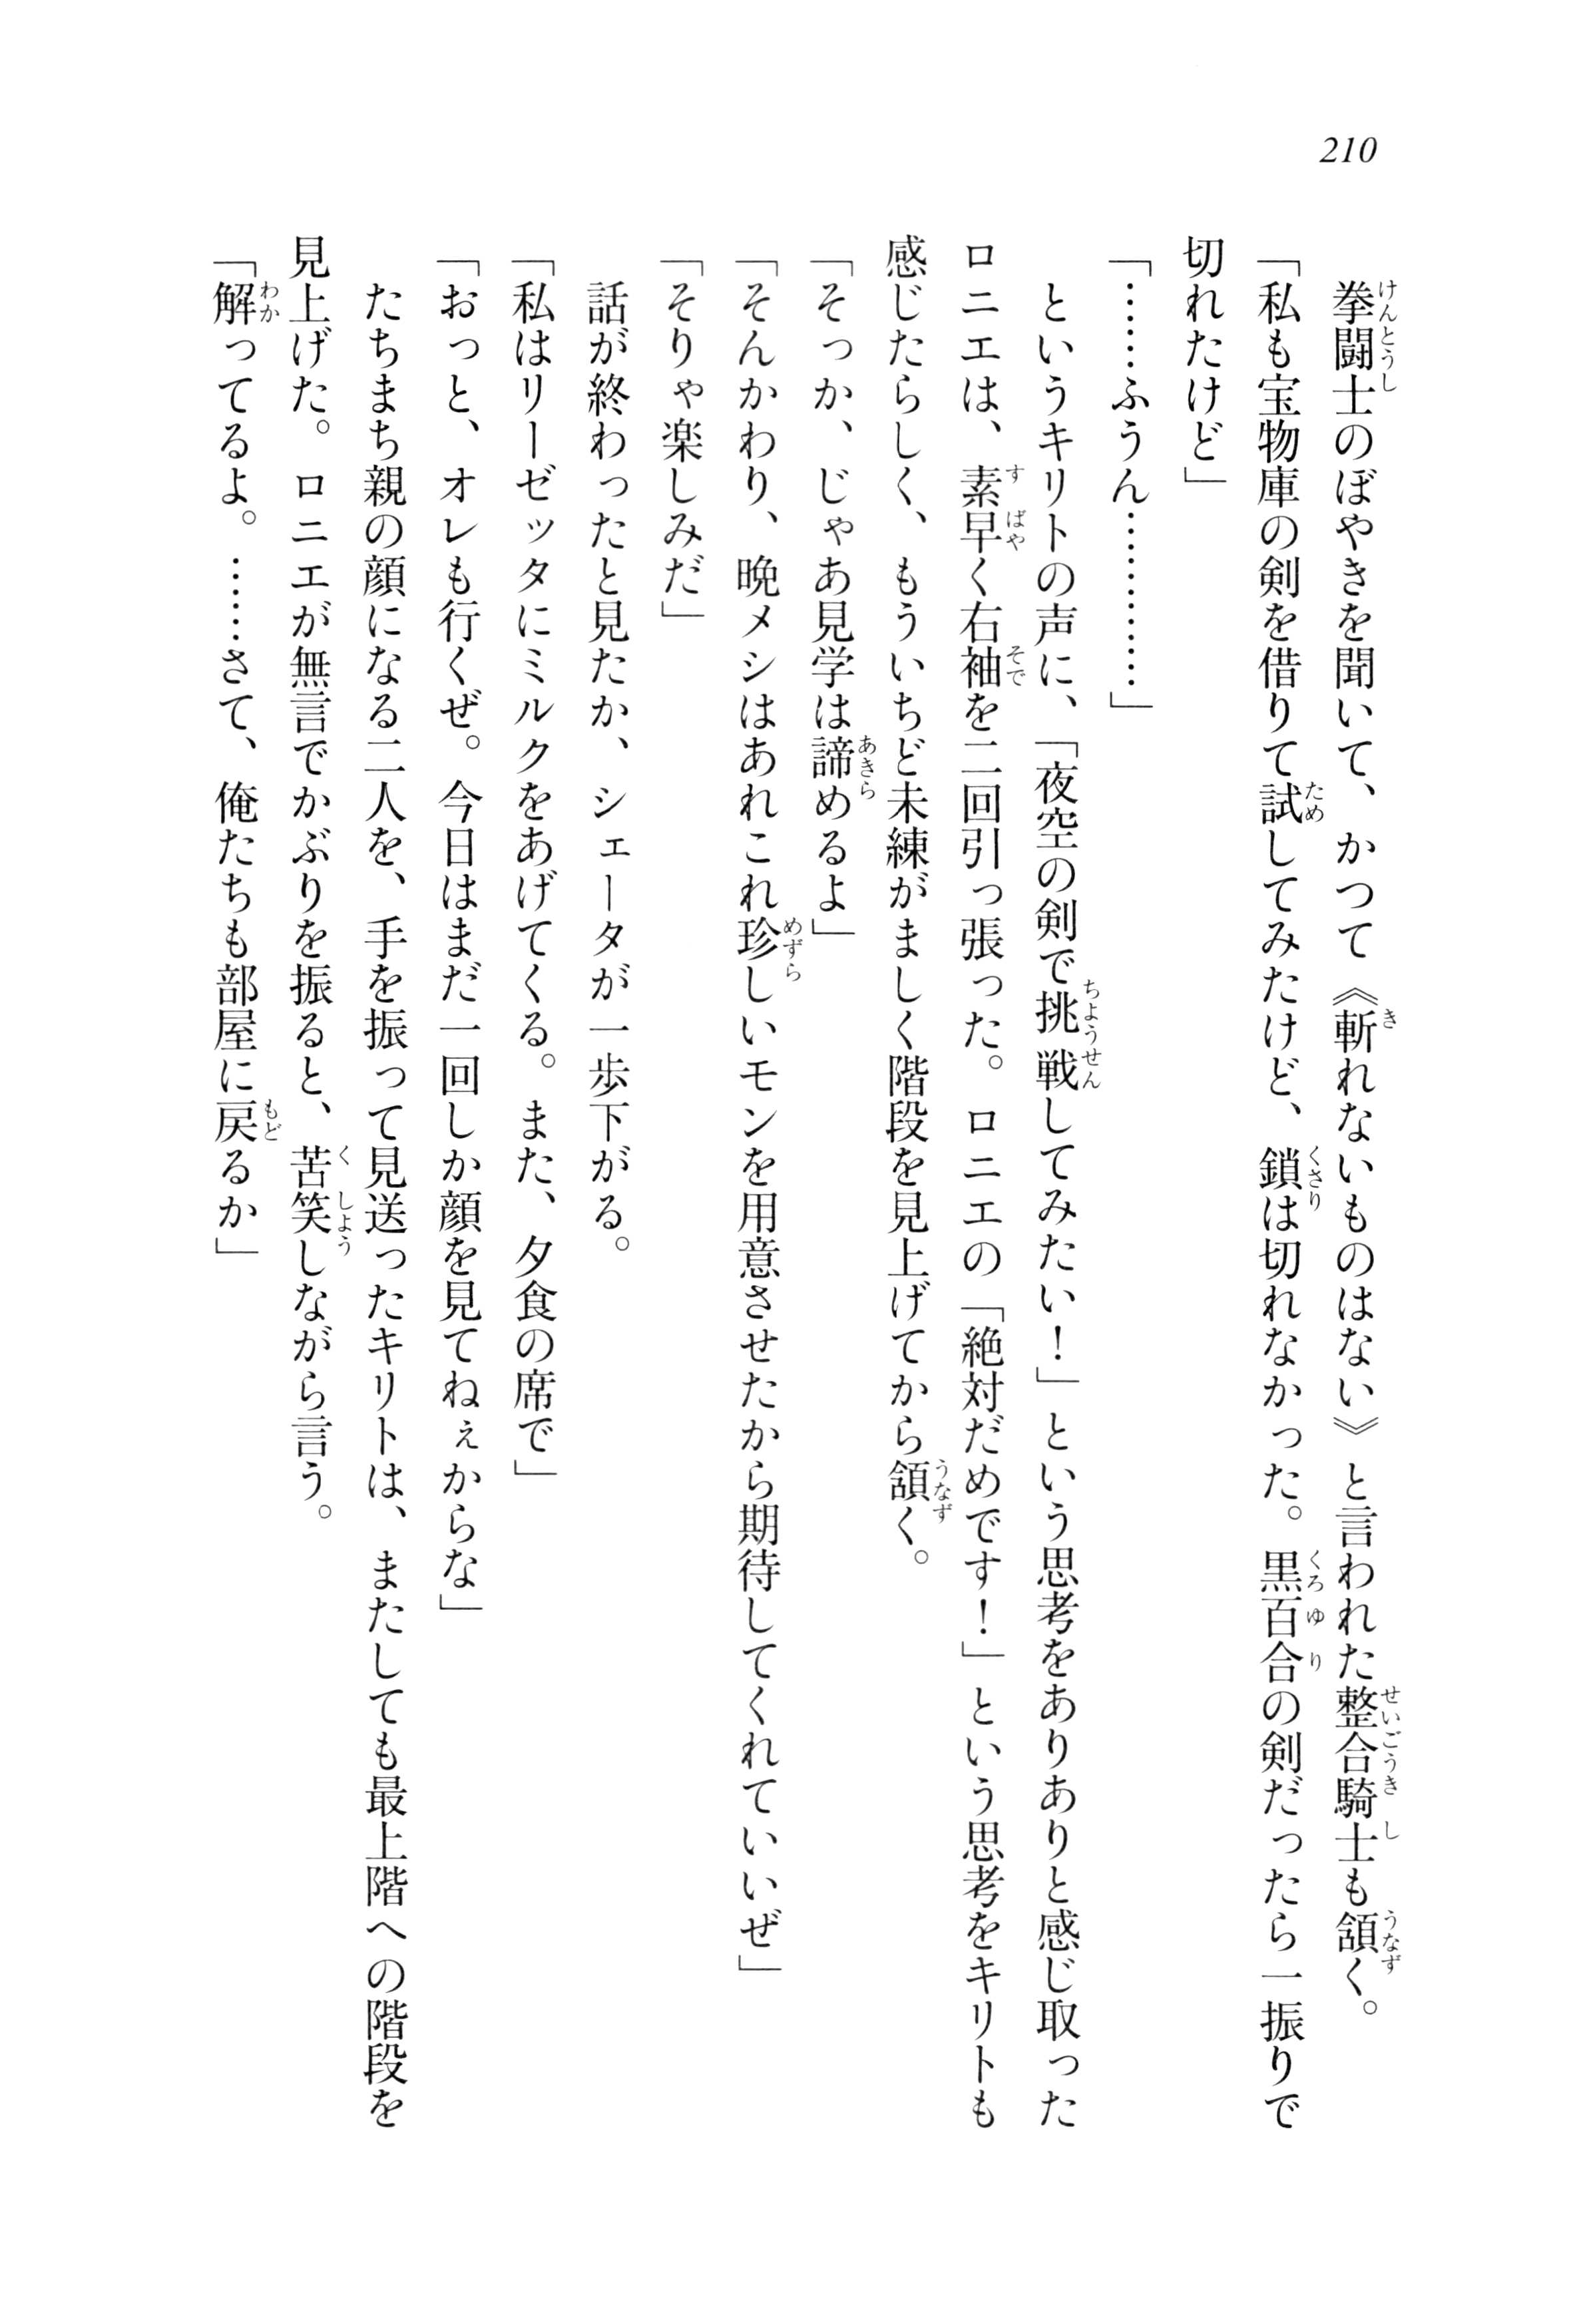 210
拳闘士のぼやきを聞いて、かつて《斬れないものはない》と言われた整合騎士も頷く。
「私も宝物庫の剣を借りて試してみたけど、鎖は切れなかった。黒百合の剣だったら一振りで
切れたけど」
「……ふうん…………」
というキリトの声に、「夜空の剣で挑戦してみたい！」という思考をありありと感じ取った
ロニエは、素早く右袖を二回引っ張った。ロニエの「絶対だめです！」という思考をキリトも
感じたらしく、もういちど未練がましく階段を見上げてから頷く。
「そっか、じゃあ見学は諦めるよ」
「そんかわり、晩メシはあれこれ珍しいモンを用意させたから期待してくれていいぜ」
「そりゃ楽しみだ」
話が終わったと見たか、シェータが一歩下がる。
「私はリーゼッタにミルクをあげてくる。また、夕食の席で」
「おっと、オレも行くぜ。今日はまだ一回しか顔を見てねぇからな」
たちまち親の顔になる二人を、手を振って見送ったキリトは、またしても最上階への階段を
見上げた。ロニエが無言でかぶりを振ると、苦笑しながら言う。
「解ってるよ。……さて、俺たちも部屋に戻るか」